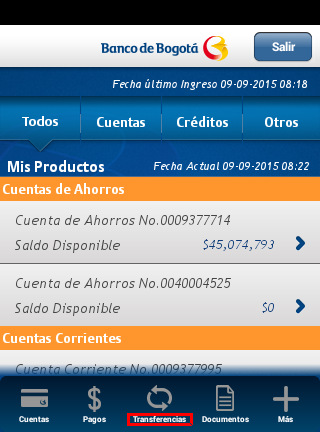 Banco de Bogotá
Salir
Fecha último Ingreso 09-09-2015 08:18
Todos Cuentas Créditos Otros
Mis Productos Fecha Actual 09-09-2015 08:22
Cuentas de Ahorros
Cuenta de Ahorros No.0009377714
Saldo Disponible $45,074,793
Cuenta de Ahorros No.0040004525
Saldo Disponible $0
Cuentas Corrientes
Cuenta Corriente No.0009377995
Cuentas Pagos Transferencias Documentos Más